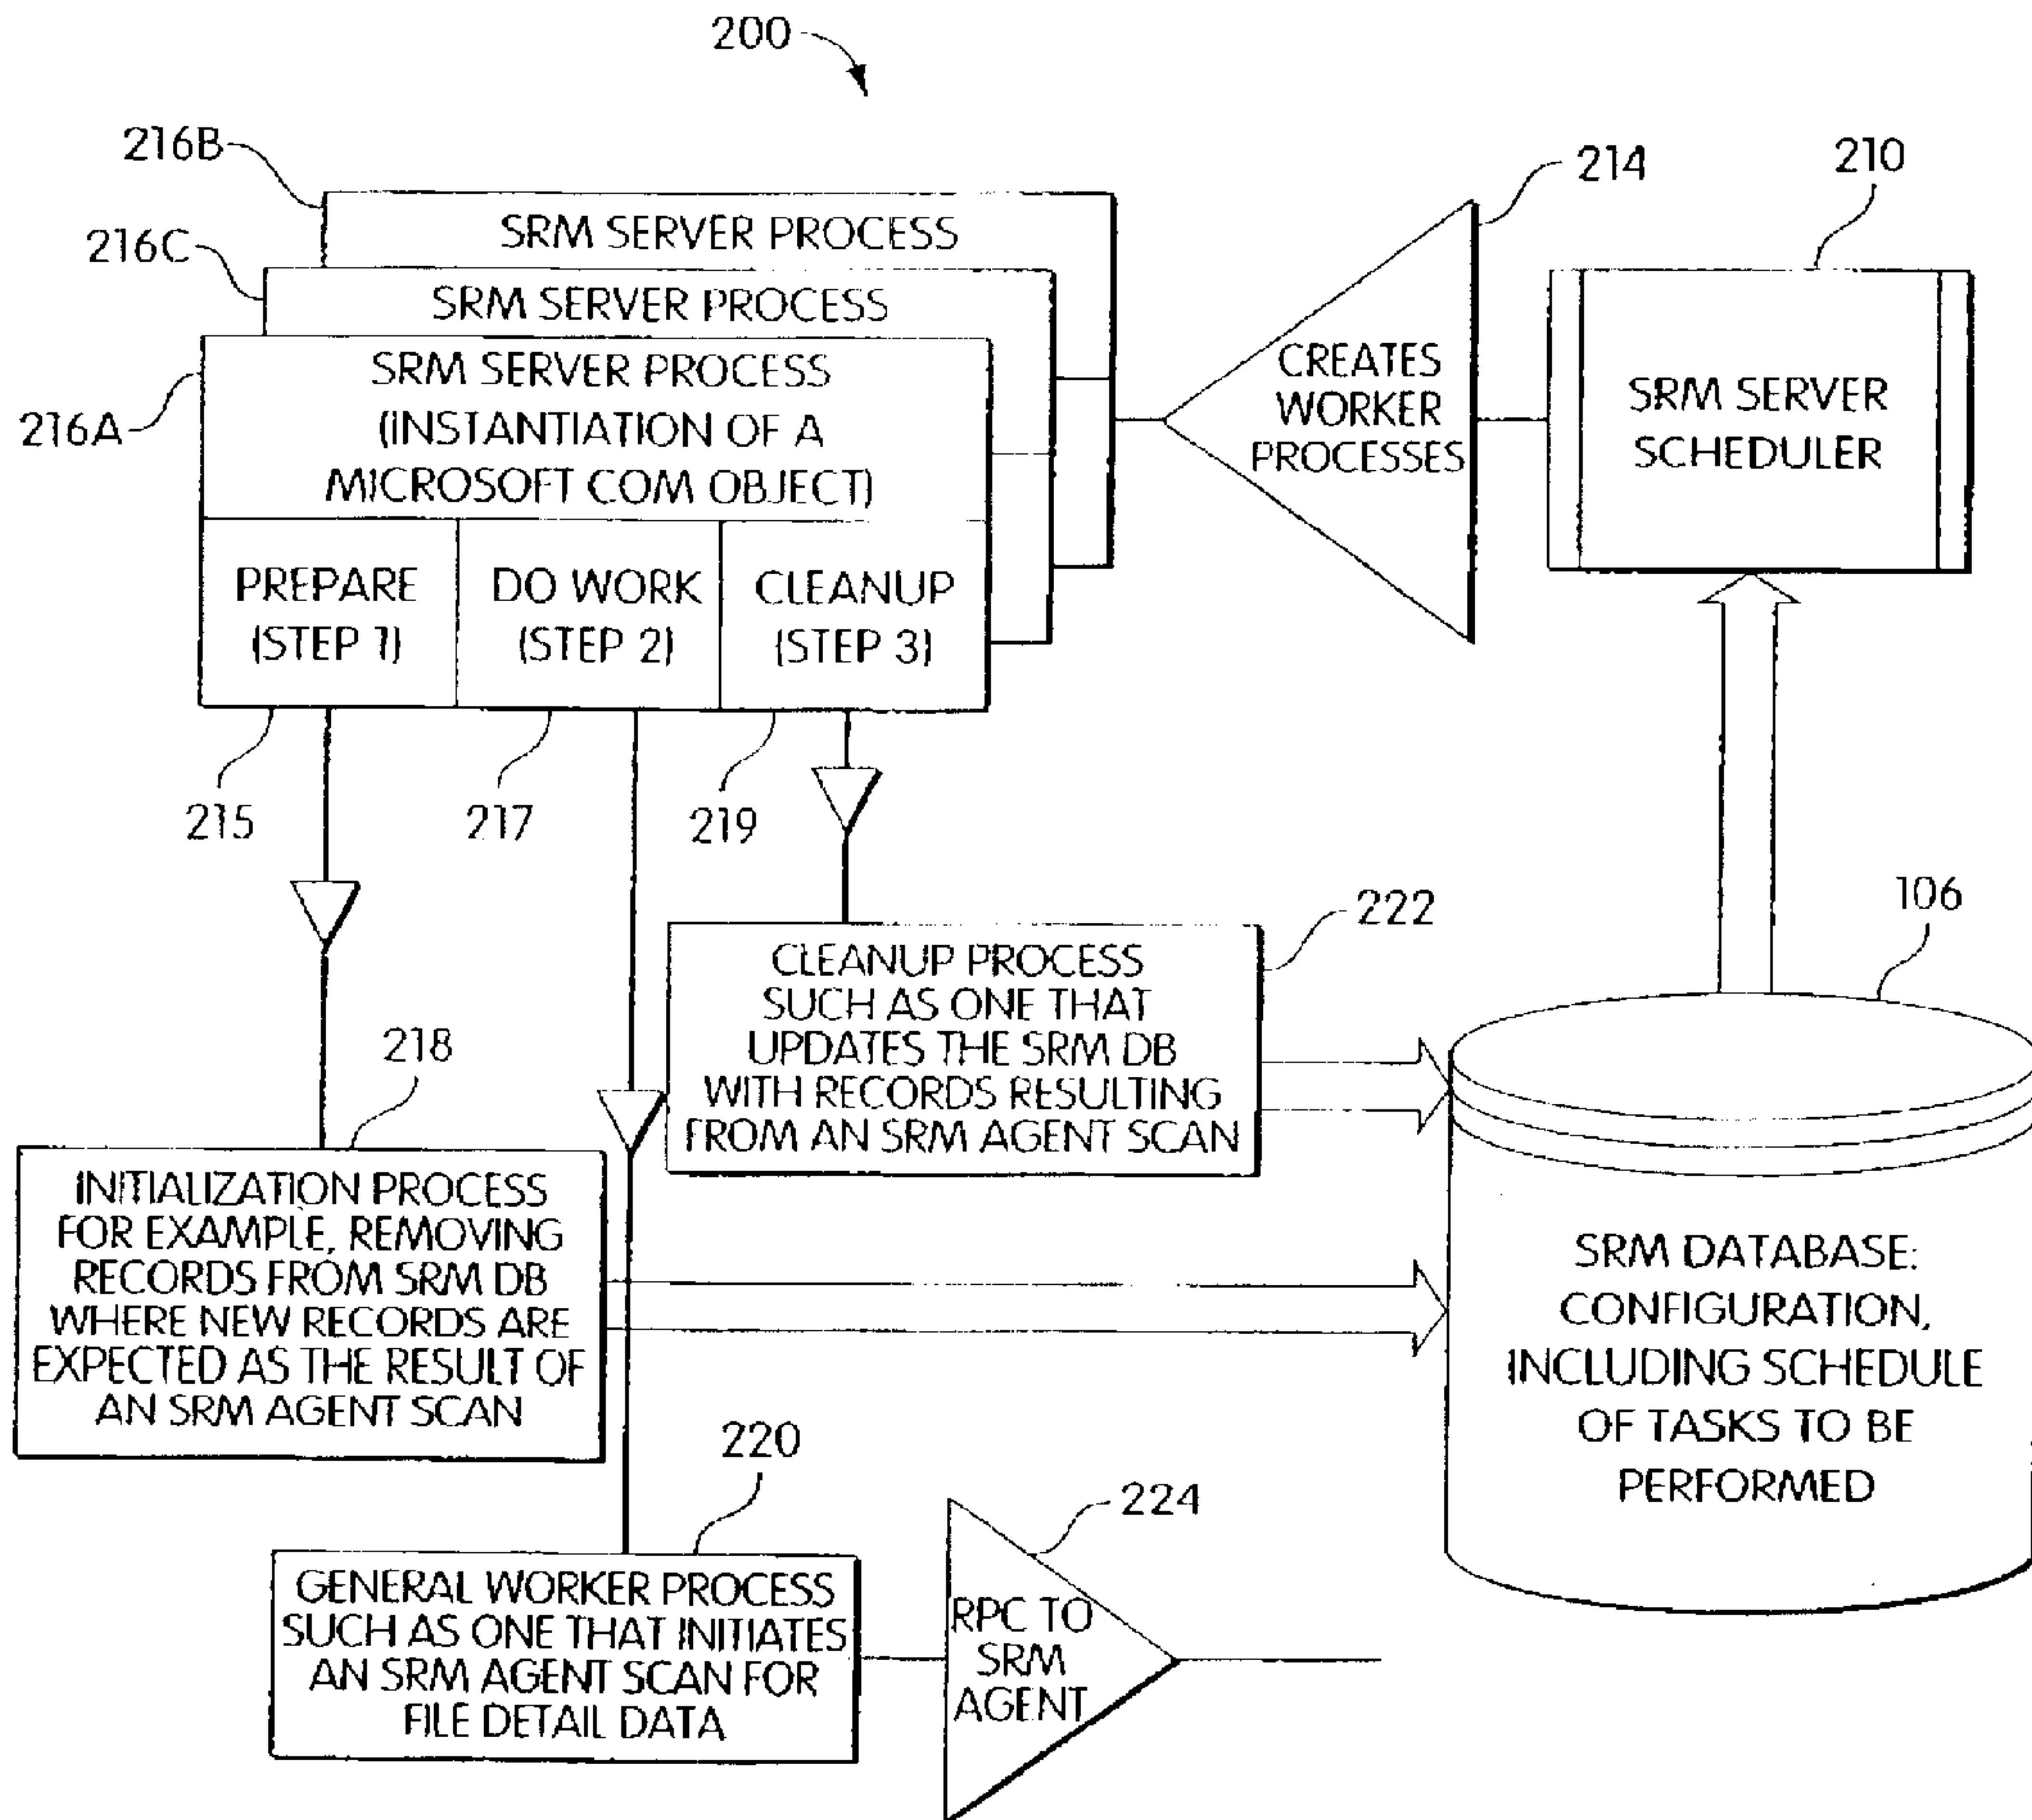 200
216B
SRM SERVER PROCESS
216C
SRM SERVER PROCESS
216A
SRM SERVER PROCESS
(INSTANTIATION OF A
MICROSOFT COM OBJECT)
PREPARE
(STEP 1)
DO WORK
(STEP 2)
CLEANUP
(STEP 3)
214
CREATES
WORKER
PROCESSES
210
SRM SERVER
SCHEDULER
215
217
219
222
CLEANUP PROCESS
SUCH AS ONE THAT
UPDATES THE SRM DB
WITH RECORDS RESULTING
FROM AN SRM AGENT SCAN
106
SRM DATABASE:
CONFIGURATION,
INCLUDING SCHEDULE
OF TASKS TO BE
PERFORMED
218
INITIALIZATION PROCESS
FOR EXAMPLE, REMOVING
RECORDS FROM SRM DB
WHERE NEW RECORDS ARE
EXPECTED AS THE RESULT OF
AN SRM AGENT SCAN
220
GENERAL WORKER PROCESS
SUCH AS ONE THAT INITIATES
AN SRM AGENT SCAN FOR
FILE DETAIL DATA
224
RPC TO
SRM
AGENT